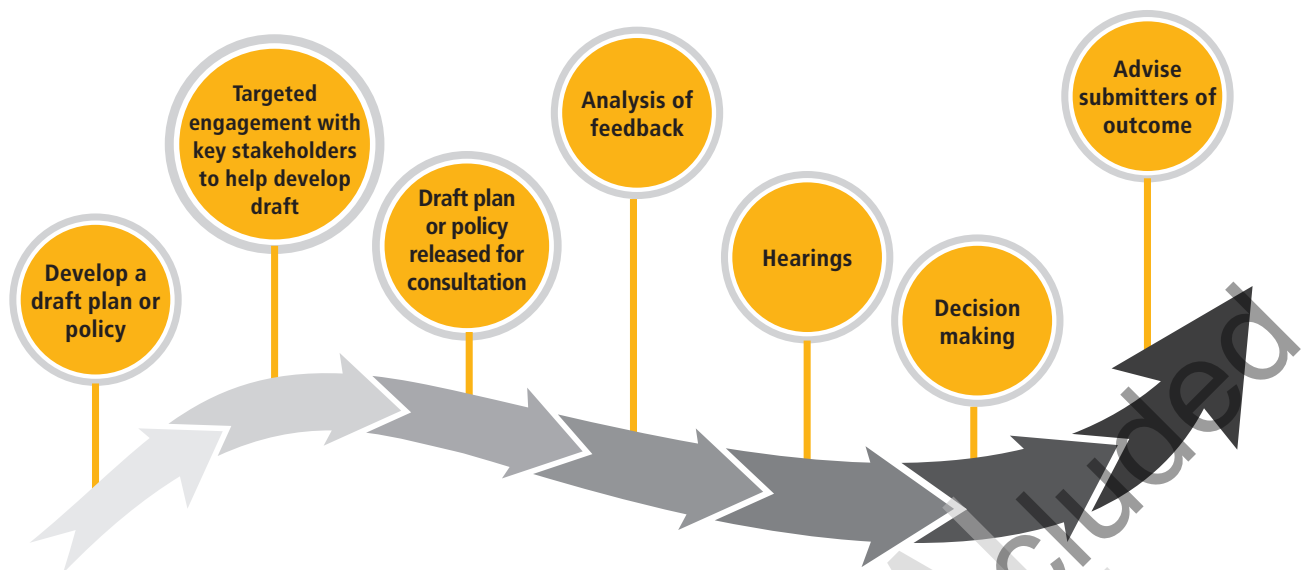 Develop a
draft plan or
policy
Targeted
engagement with
key stakeholders
to help develop
draft
Draft plan
or policy
released for
consultation
Analysis of
feedback
Hearings
Decision
making
Advise
submitters of
outcome